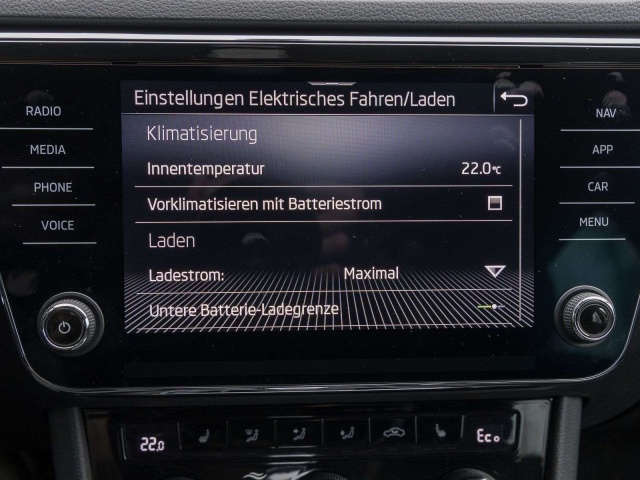 Einstellungen Elektrisches Fahren/Laden
Klimatisierung
Innentemperatur 22.0°C
Vorklimatisieren mit Batteriestrom
Laden
Ladestrom: Maximal
Untere Batterie-Ladegrenze
RADIO
MEDIA
PHONE
VOICE
NAV
APP
CAR
MENU
22.0
Eco